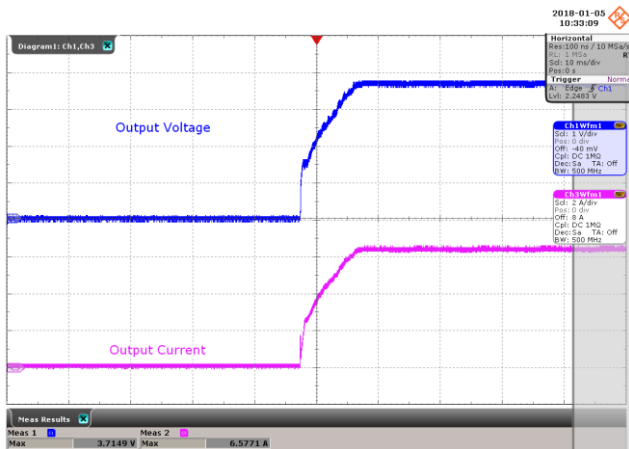 2018-01-05
10:33:09
Diagram1: Ch1,Ch3
Horizontal
Res:100 ns / 10 MSa/s
RL: 1 MSa
Scl: 10 ms/div
Pos:0 s
Trigger Norma
A: Edge Ch1
Lvl: 2.2483 V
Output Voltage
Ch1Wfm1
Scl: 1 V/div
Pos: 0 div
Off: -40 mV
Cpl: DC 1MΩ
Dec:Sa TA: Off
BW: 500 MHz
Ch3Wfm1
Scl: 2 A/div
Pos: 0 div
Off: 8 A
Cpl: DC 1MΩ
Dec:Sa TA: Off
BW: 500 MHz
Output Current
Meas Results
Meas 1 Meas 2
Max 3.7149 V Max 6.5771 A